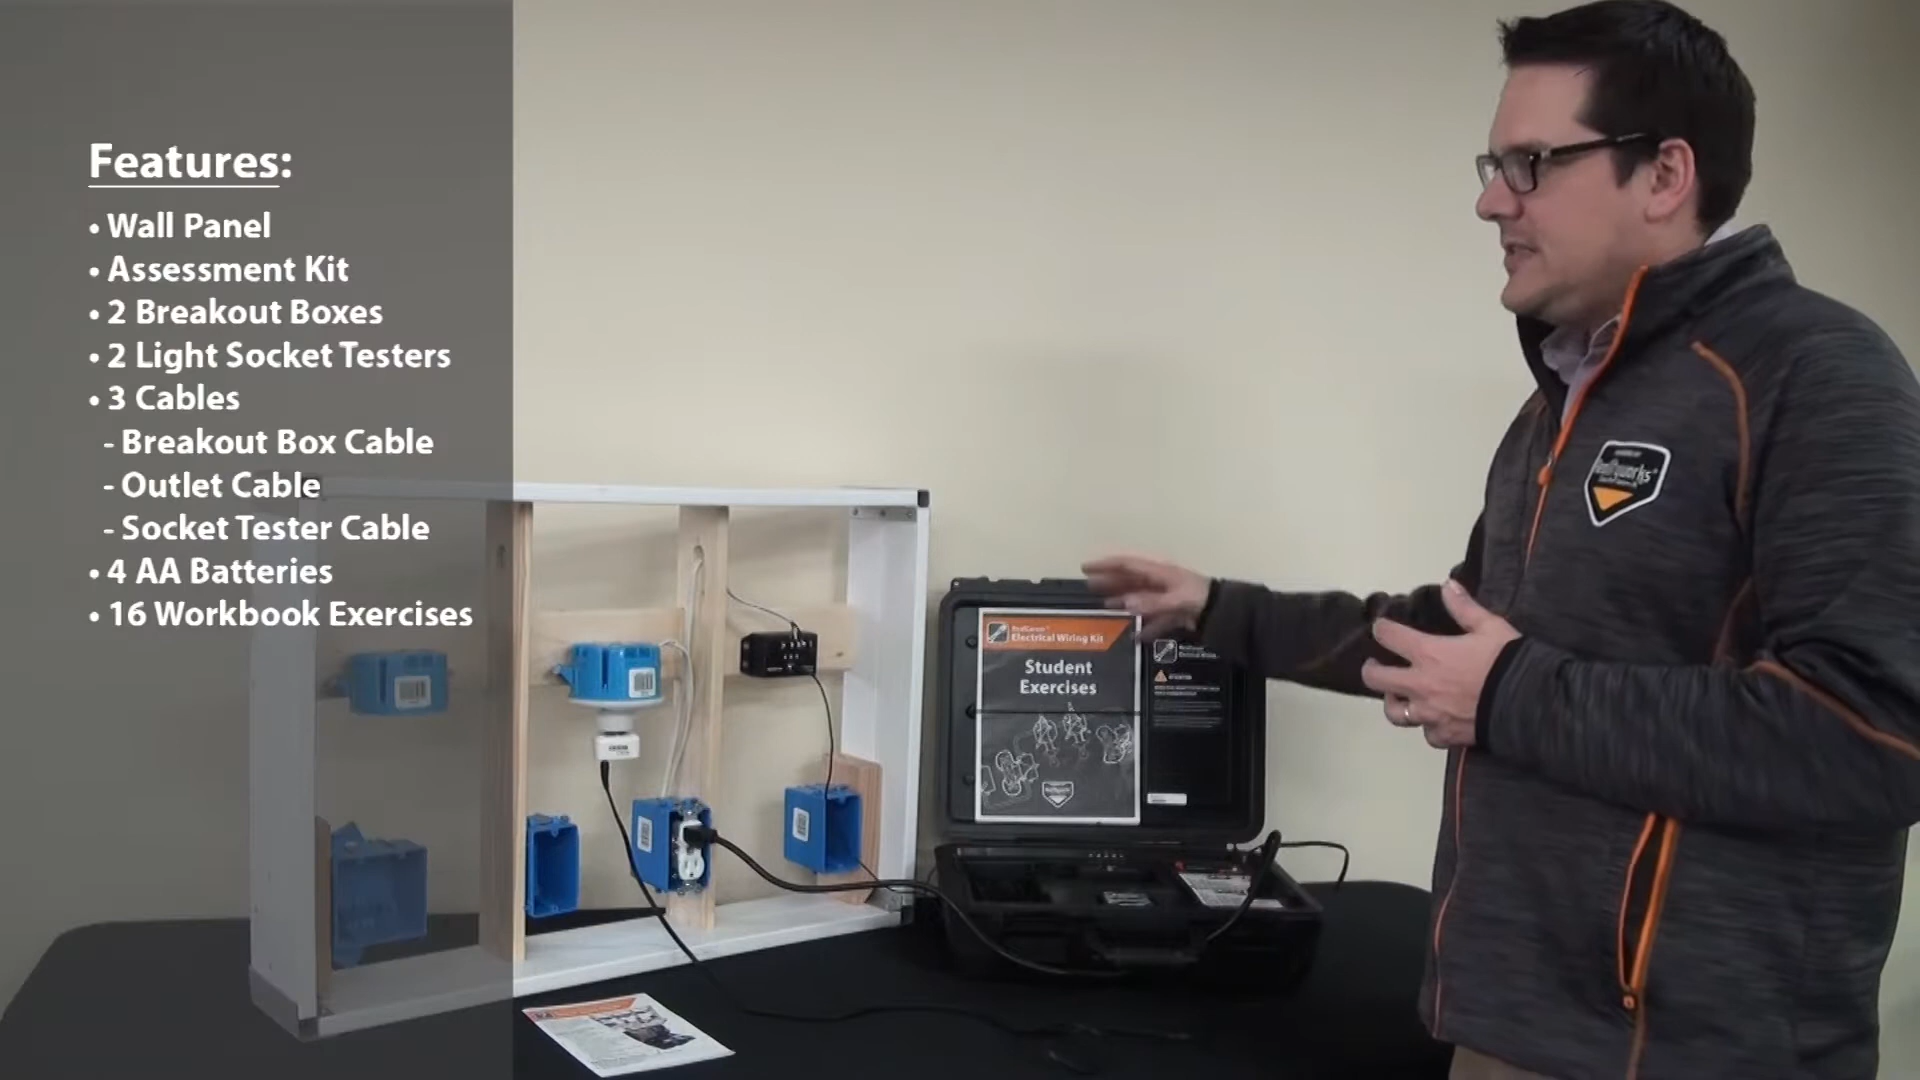 Features:
• Wall Panel
• Assessment Kit
• 2 Breakout Boxes
• 2 Light Socket Testers
• 3 Cables
- Breakout Box Cable
- Outlet Cable
- Socket Tester Cable
• 4 AA Batteries
• 16 Workbook Exercises
Electrical Wiring Kit
Student
Exercises
ATTENTION